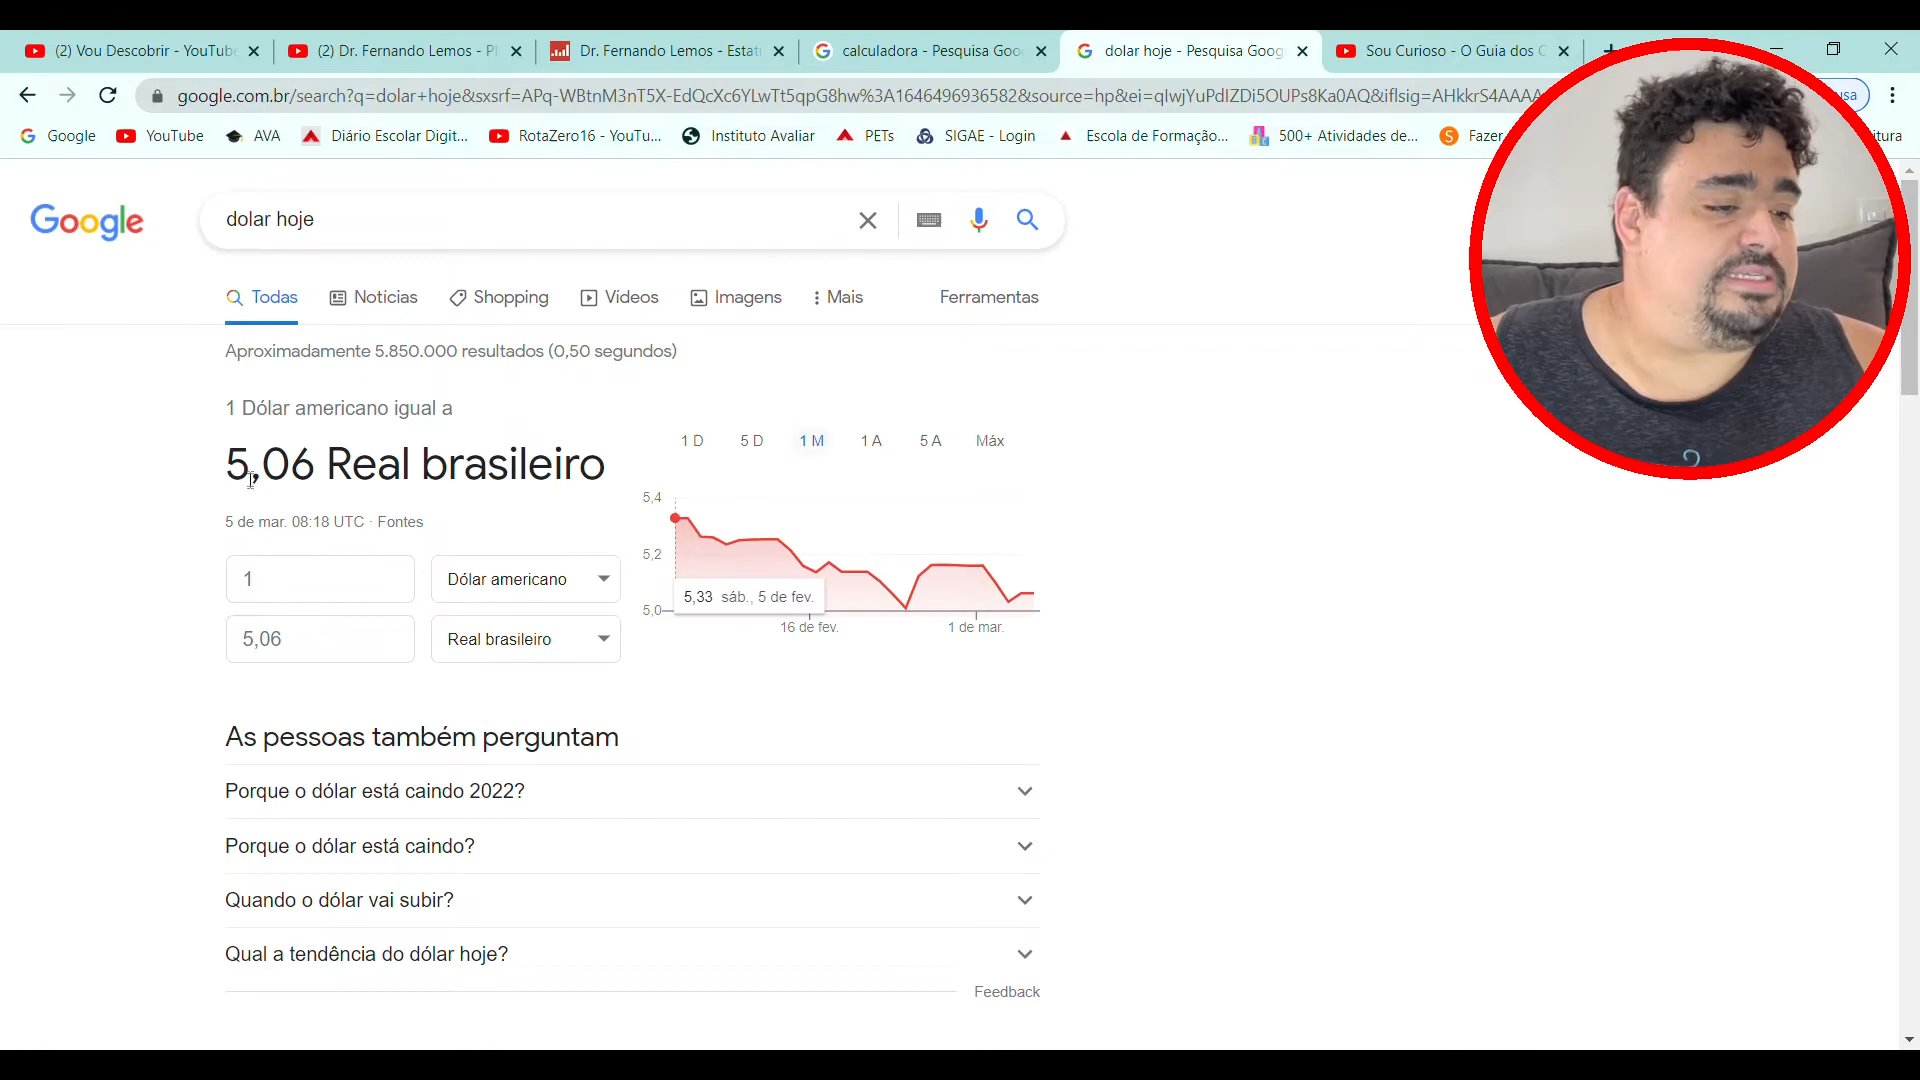 (2) Vou Descobrir - YouTube
(2) Dr. Fernando Lemos - Pl
Dr. Fernando Lemos - Estat
calculadora - Pesquisa Goo
dolar hoje - Pesquisa Goog
Sou Curioso - O Guia dos C
google.com.br/search?q=dolar+hoje&sxsrf=APq-WBtnM3nT5X-EdQcXc6YLwTt5qpG8hw%3A1646496936582&source=hp&ei=qIwjYuPdIZDi5OUPs8Ka0AQ&iflsig=AHkkrS4AAAA
usa
Google
YouTube
AVA
Diário Escolar Digit...
RotaZero16 - YouTu...
Instituto Avaliar
PETs
SIGAE - Login
Escola de Formação...
500+ Atividades de...
Fazer
itura
Google
dolar hoje
Todas
Notícias
Shopping
Vídeos
Imagens
Mais
Ferramentas
Aproximadamente 5.850.000 resultados (0,50 segundos)
1 Dólar americano igual a
5,06 Real brasileiro
5 de mar. 08:18 UTC · Fontes
1
Dólar americano
5,06
Real brasileiro
1 D
5 D
1 M
1 A
5 A
Máx
5,4
5,2
5,0
5,33 sáb., 5 de fev.
16 de fev.
1 de mar.
As pessoas também perguntam
Porque o dólar está caindo 2022?
Porque o dólar está caindo?
Quando o dólar vai subir?
Qual a tendência do dólar hoje?
Feedback